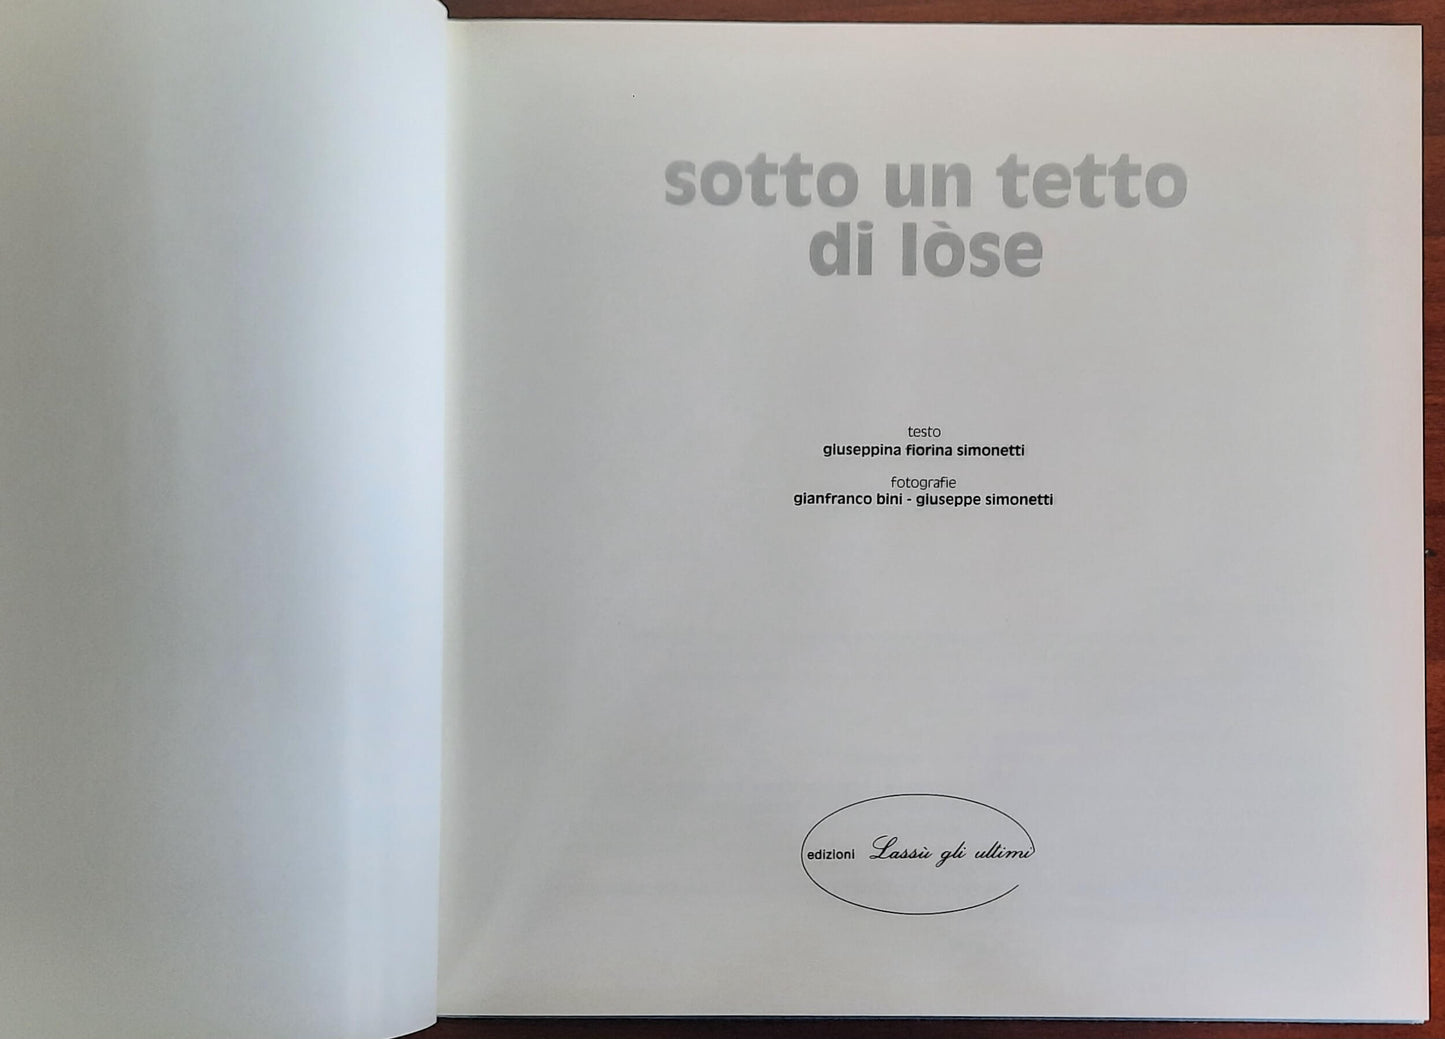 sotto un tetto
di lòse
testo
giuseppina fiorina simonetti
fotografie
gianfranco bini - giuseppe simonetti
edizioni Lassù gli ultimi